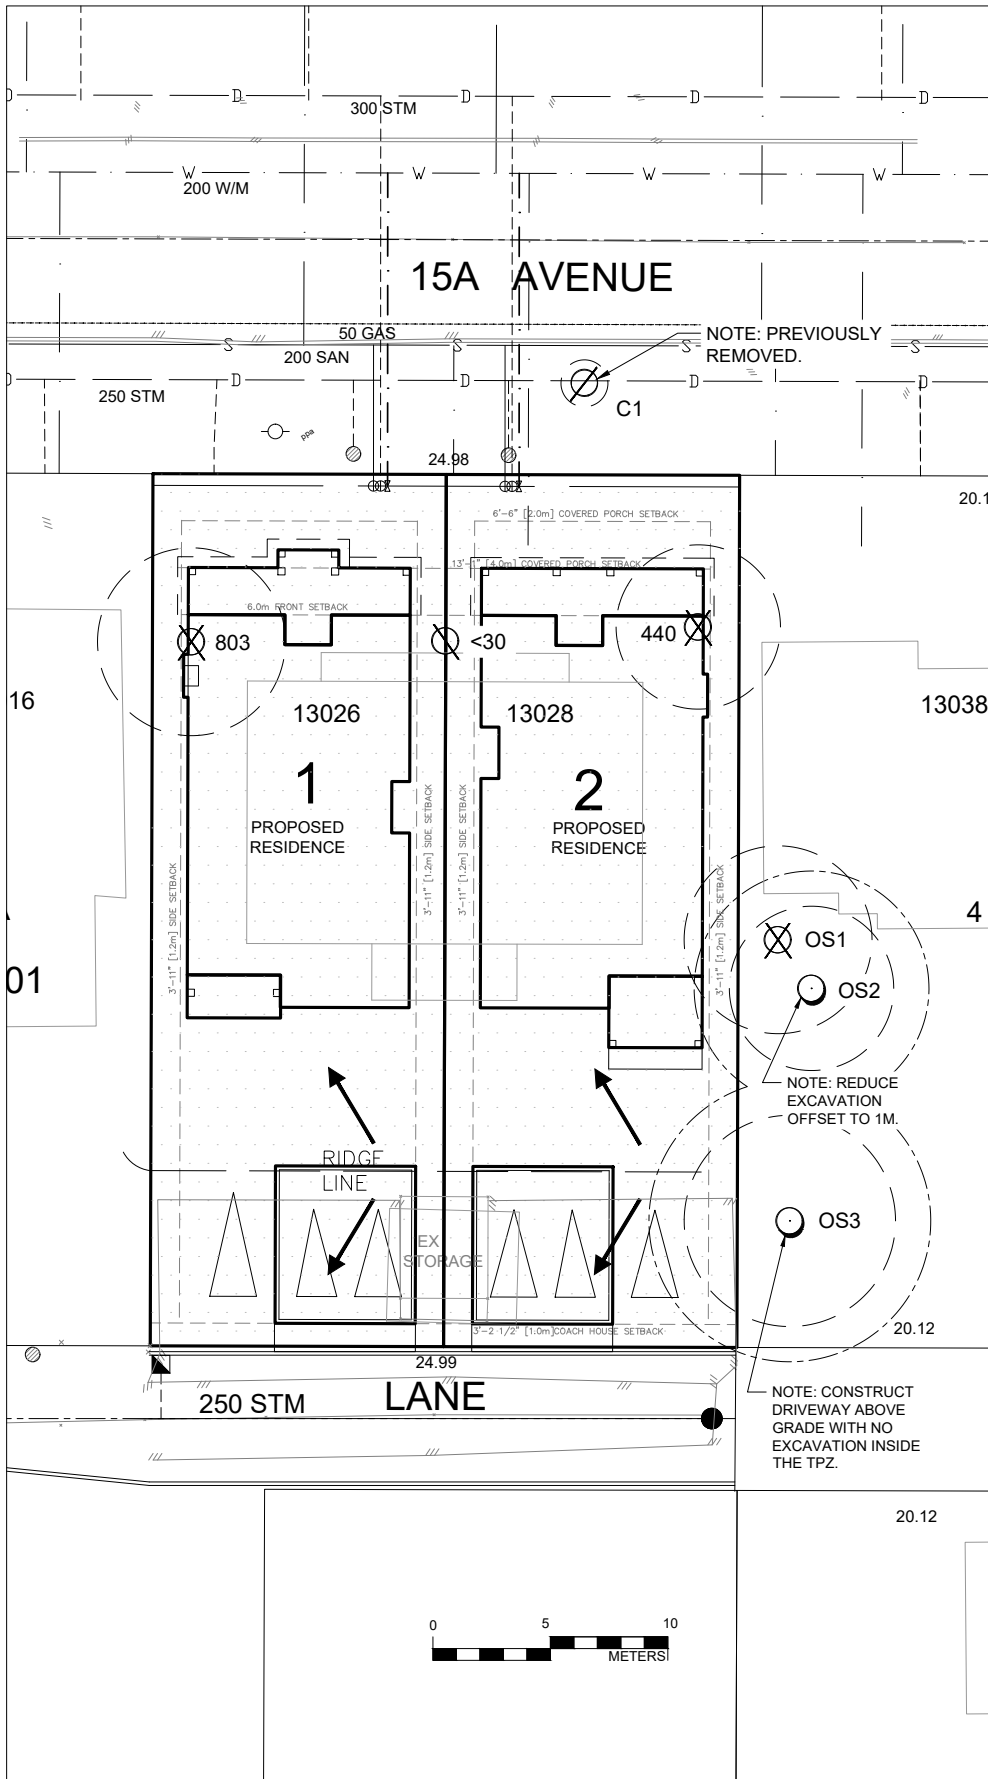 D D D D D
300 STM
W W W W
200 W/M
15A AVENUE
50 GAS
S S S S
200 SAN
NOTE: PREVIOUSLY
REMOVED.
D D D D D
250 STM
C1
ppa
24.98
20.1
6'-6" [2.0m] COVERED PORCH SETBACK
13'-1" [4.0m] COVERED PORCH SETBACK
6.0m FRONT SETBACK
803
<30
440
16
13026
13028
13038
1
PROPOSED
RESIDENCE
2
PROPOSED
RESIDENCE
3'-11" [1.2m] SIDE SETBACK
3'-11" [1.2m] SIDE SETBACK
3'-11" [1.2m] SIDE SETBACK
3'-11" [1.2m] SIDE SETBACK
4
01
OS1
OS2
NOTE: REDUCE
EXCAVATION
OFFSET TO 1M.
RIDGE
LINE
OS3
EX
STORAGE
3'-2 1/2" [1.0m]COACH HOUSE SETBACK
20.12
24.99
250 STM
LANE
NOTE: CONSTRUCT
DRIVEWAY ABOVE
GRADE WITH NO
EXCAVATION INSIDE
THE TPZ.
20.12
0 5 10
METERS